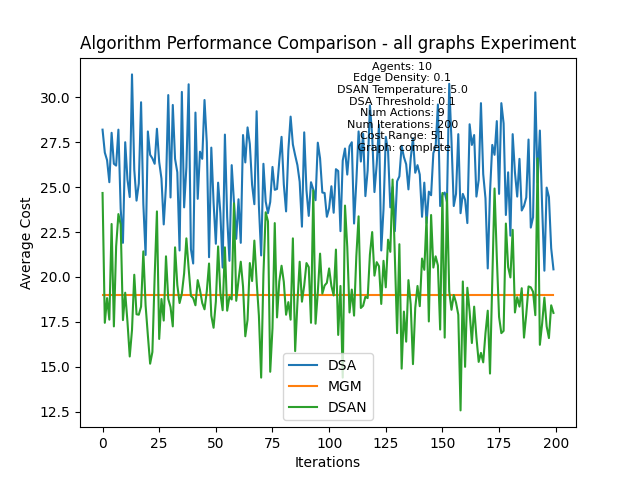 Algorithm Performance Comparison - all graphs Experiment
Agents: 10
Edge Density: 0.1
DSAN Temperature: 5.0
DSA Threshold: 0.1
Num Actions: 9
Num Iterations: 200
Cost Range: 51
Graph: complete
Average Cost
30.0
27.5
25.0
22.5
20.0
17.5
15.0
12.5
DSA
MGM
DSAN
0 25 50 75 100 125 150 175 200
Iterations